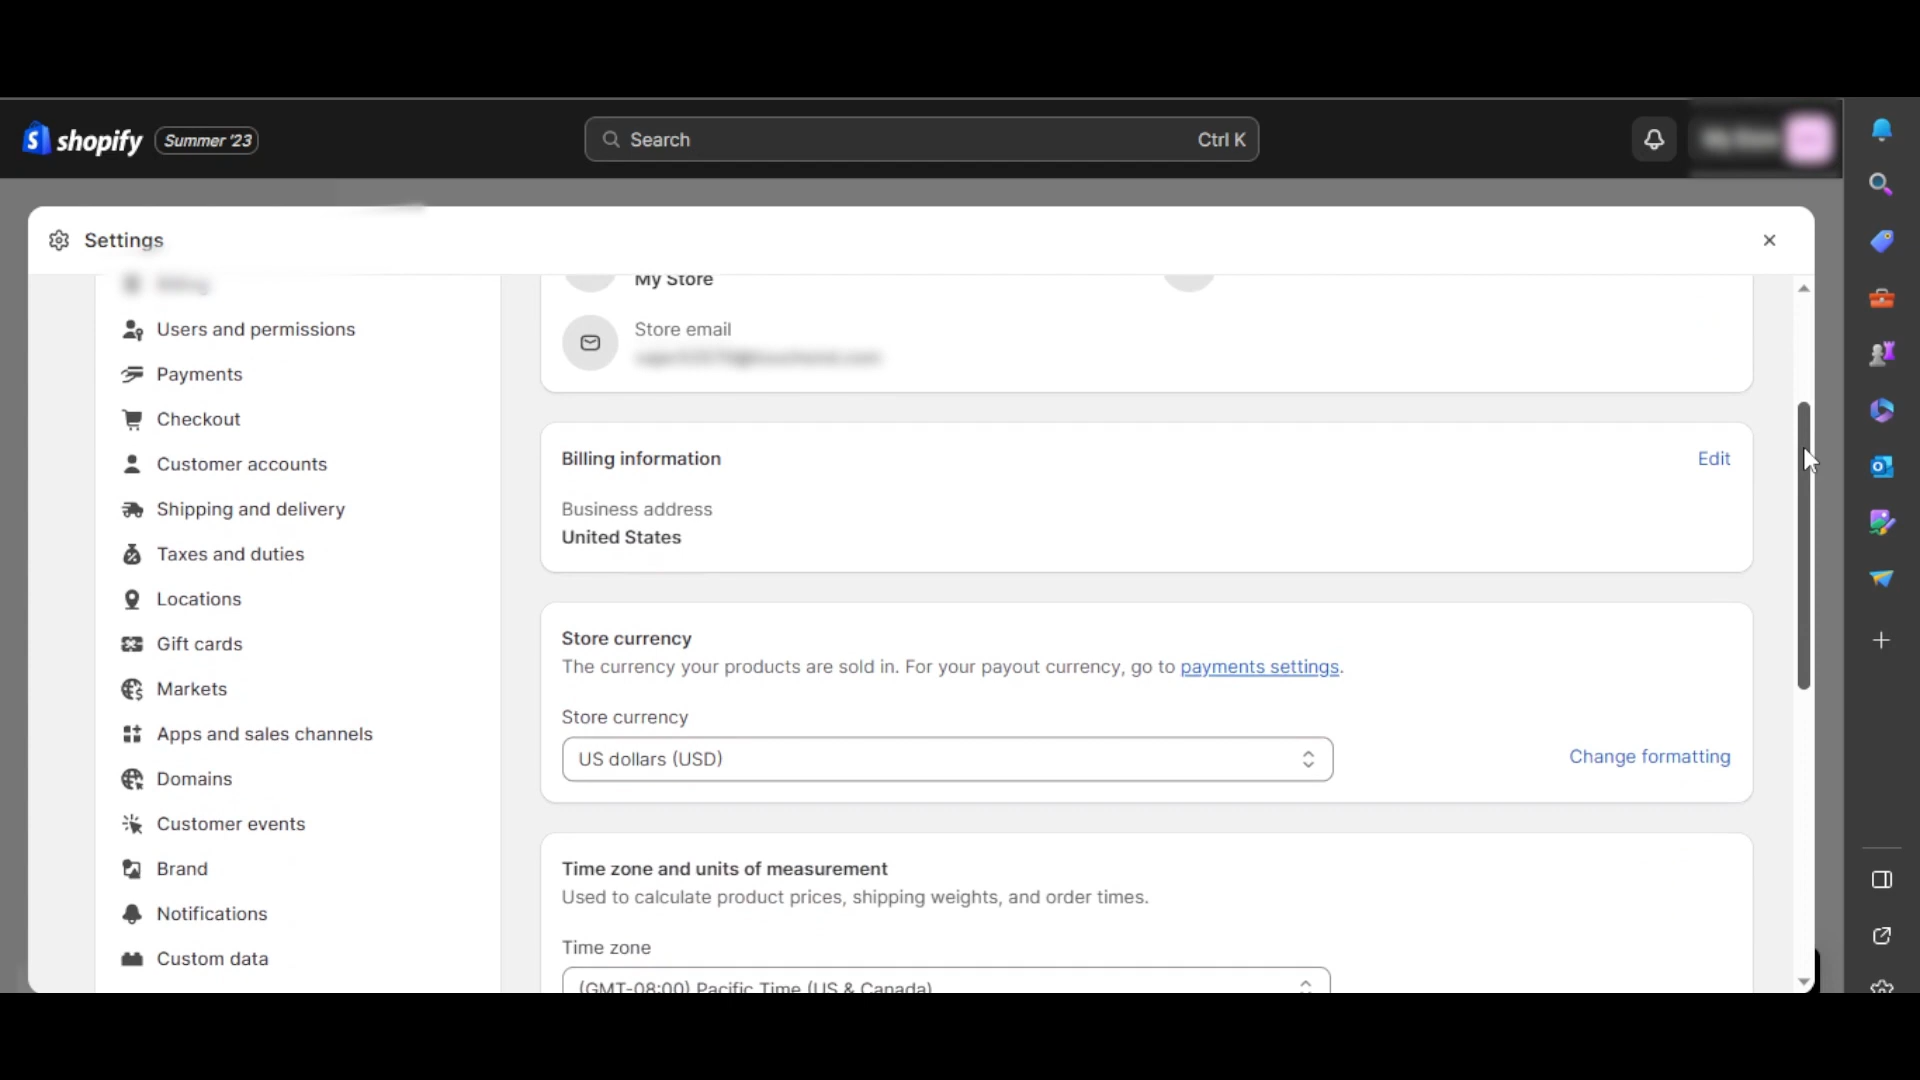 shopify
Summer '23
Search
Ctrl K
Settings
Users and permissions
Payments
Checkout
Customer accounts
Shipping and delivery
Taxes and duties
Locations
Gift cards
Markets
Apps and sales channels
Domains
Customer events
Brand
Notifications
Custom data
My Store
Store email
Billing information
Edit
Business address
United States
Store currency
The currency your products are sold in. For your payout currency, go to payments settings.
Store currency
US dollars (USD)
Change formatting
Time zone and units of measurement
Used to calculate product prices, shipping weights, and order times.
Time zone
(GMT-08:00) Pacific Time (US & Canada)